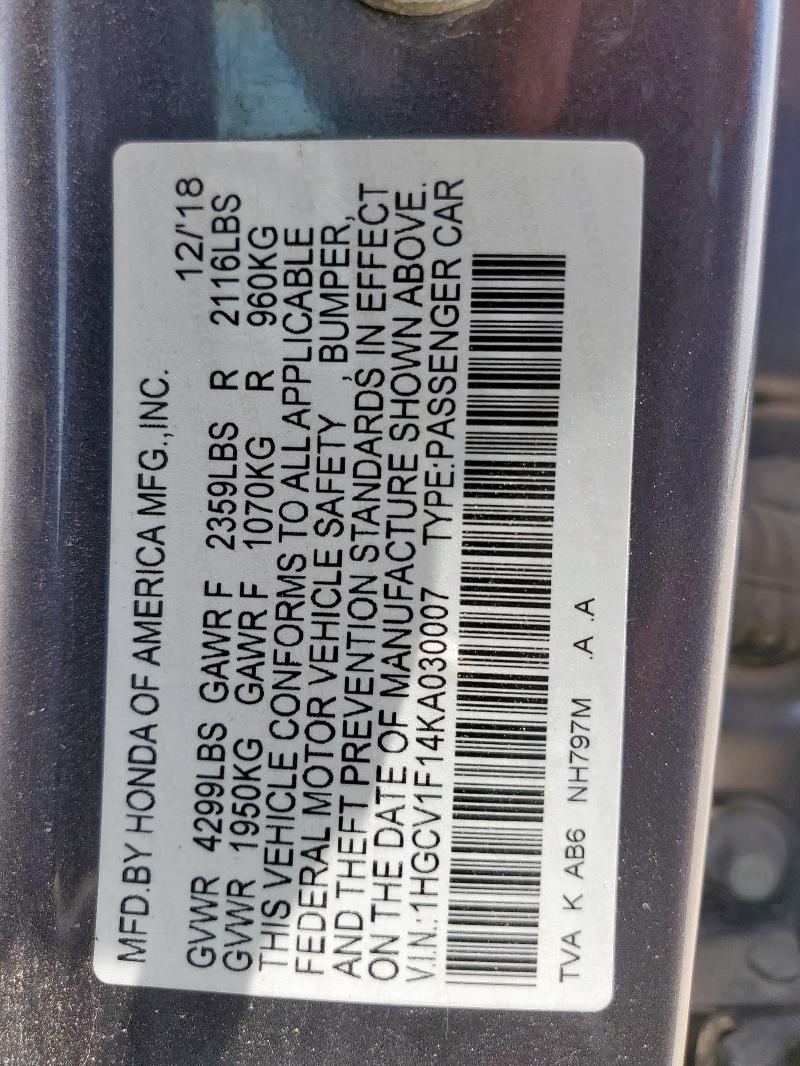 MFD.BY HONDA OF AMERICA MFG.,INC.
12/'18
GVWR 4299LBS GAWR F 2359LBS R 2116LBS
GVWR 1950KG GAWR F 1070KG R 960KG
THIS VEHICLE CONFORMS TO ALL APPLICABLE
FEDERAL MOTOR VEHICLE SAFETY , BUMPER,
AND THEFT PREVENTION STANDARDS IN EFFECT
ON THE DATE OF MANUFACTURE SHOWN ABOVE.
V.I.N.:1HGCV1F14KA030007 TYPE:PASSENGER CAR
TVA K AB6 NH797M .A .A